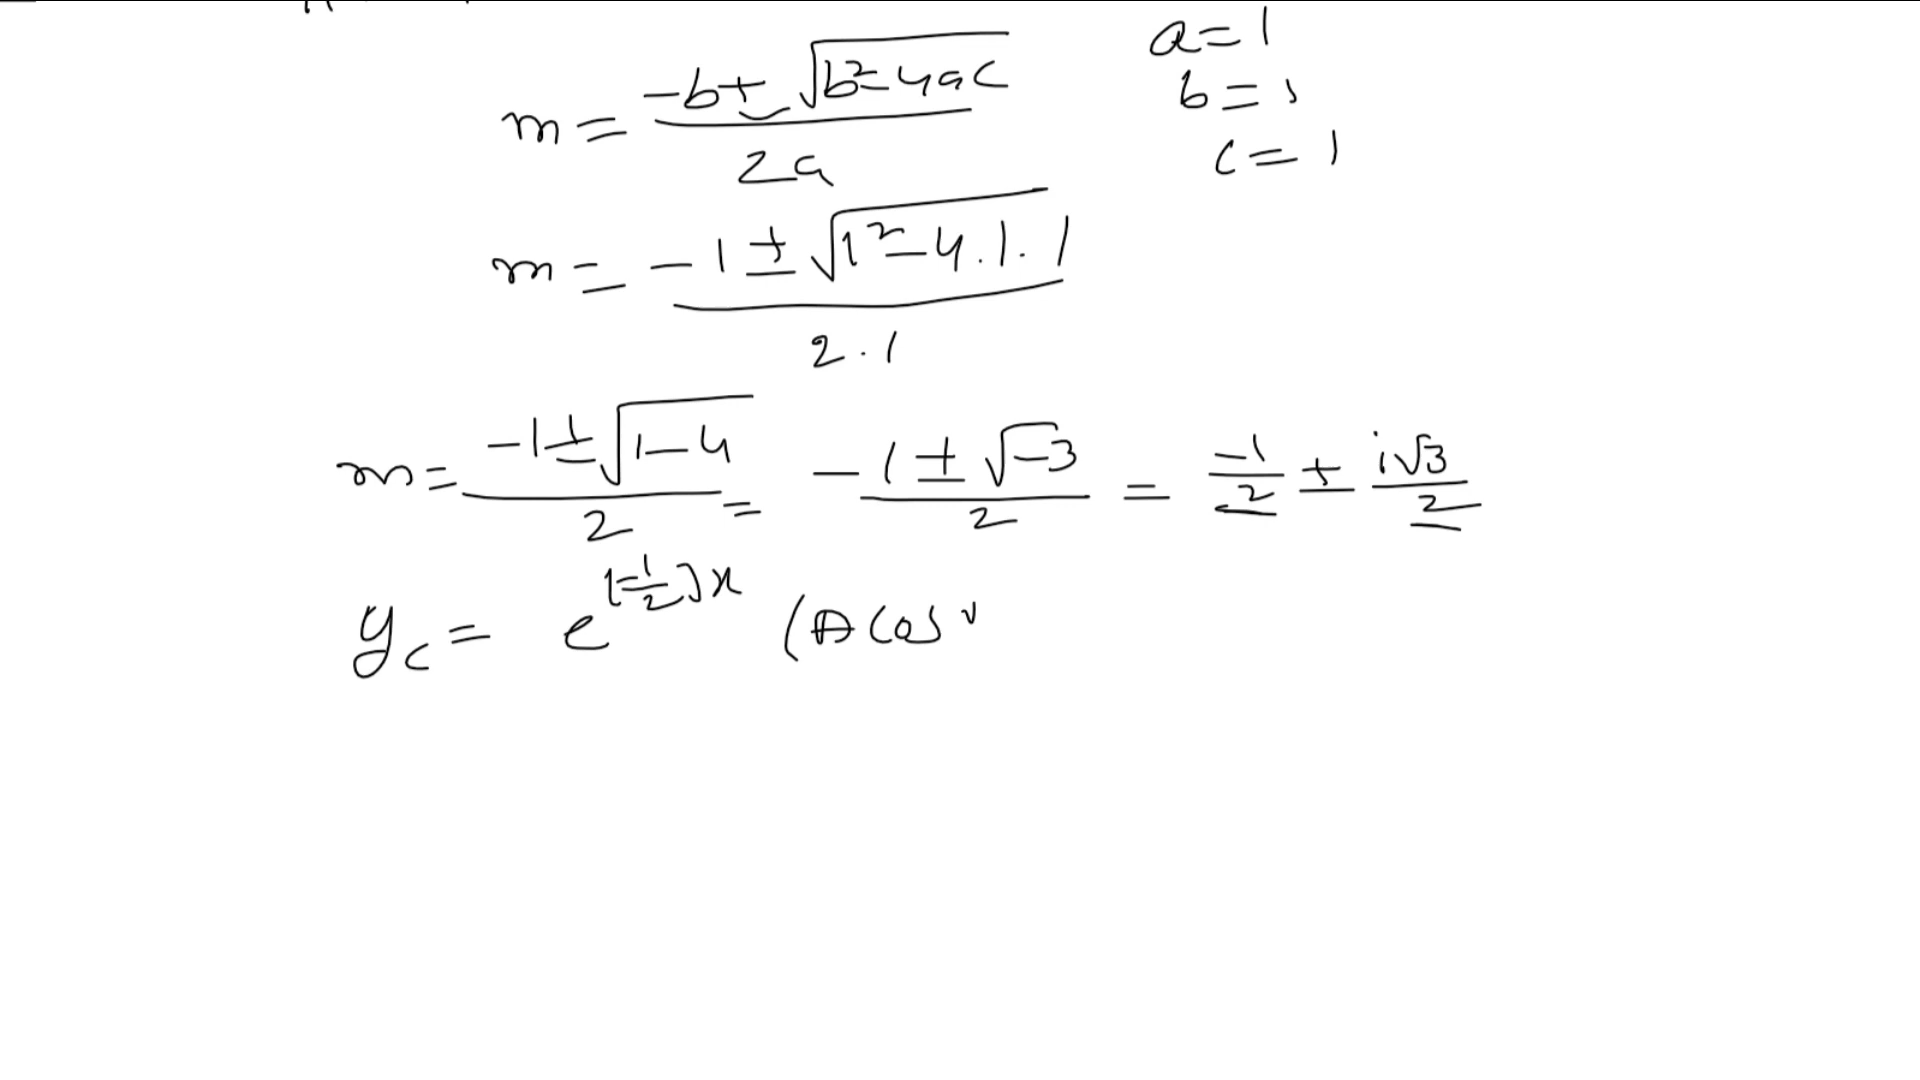 m = (-b ± √(b² - 4ac)) / 2a
a = 1
b = 1
c = 1
m = (-1 ± √(1² - 4.1.1)) / 2.1
m = (-1 ± √(1-4)) / 2 = (-1 ± √-3) / 2 = -1/2 ± i√3/2
y_c = e^{(-1/2)x} (A cos